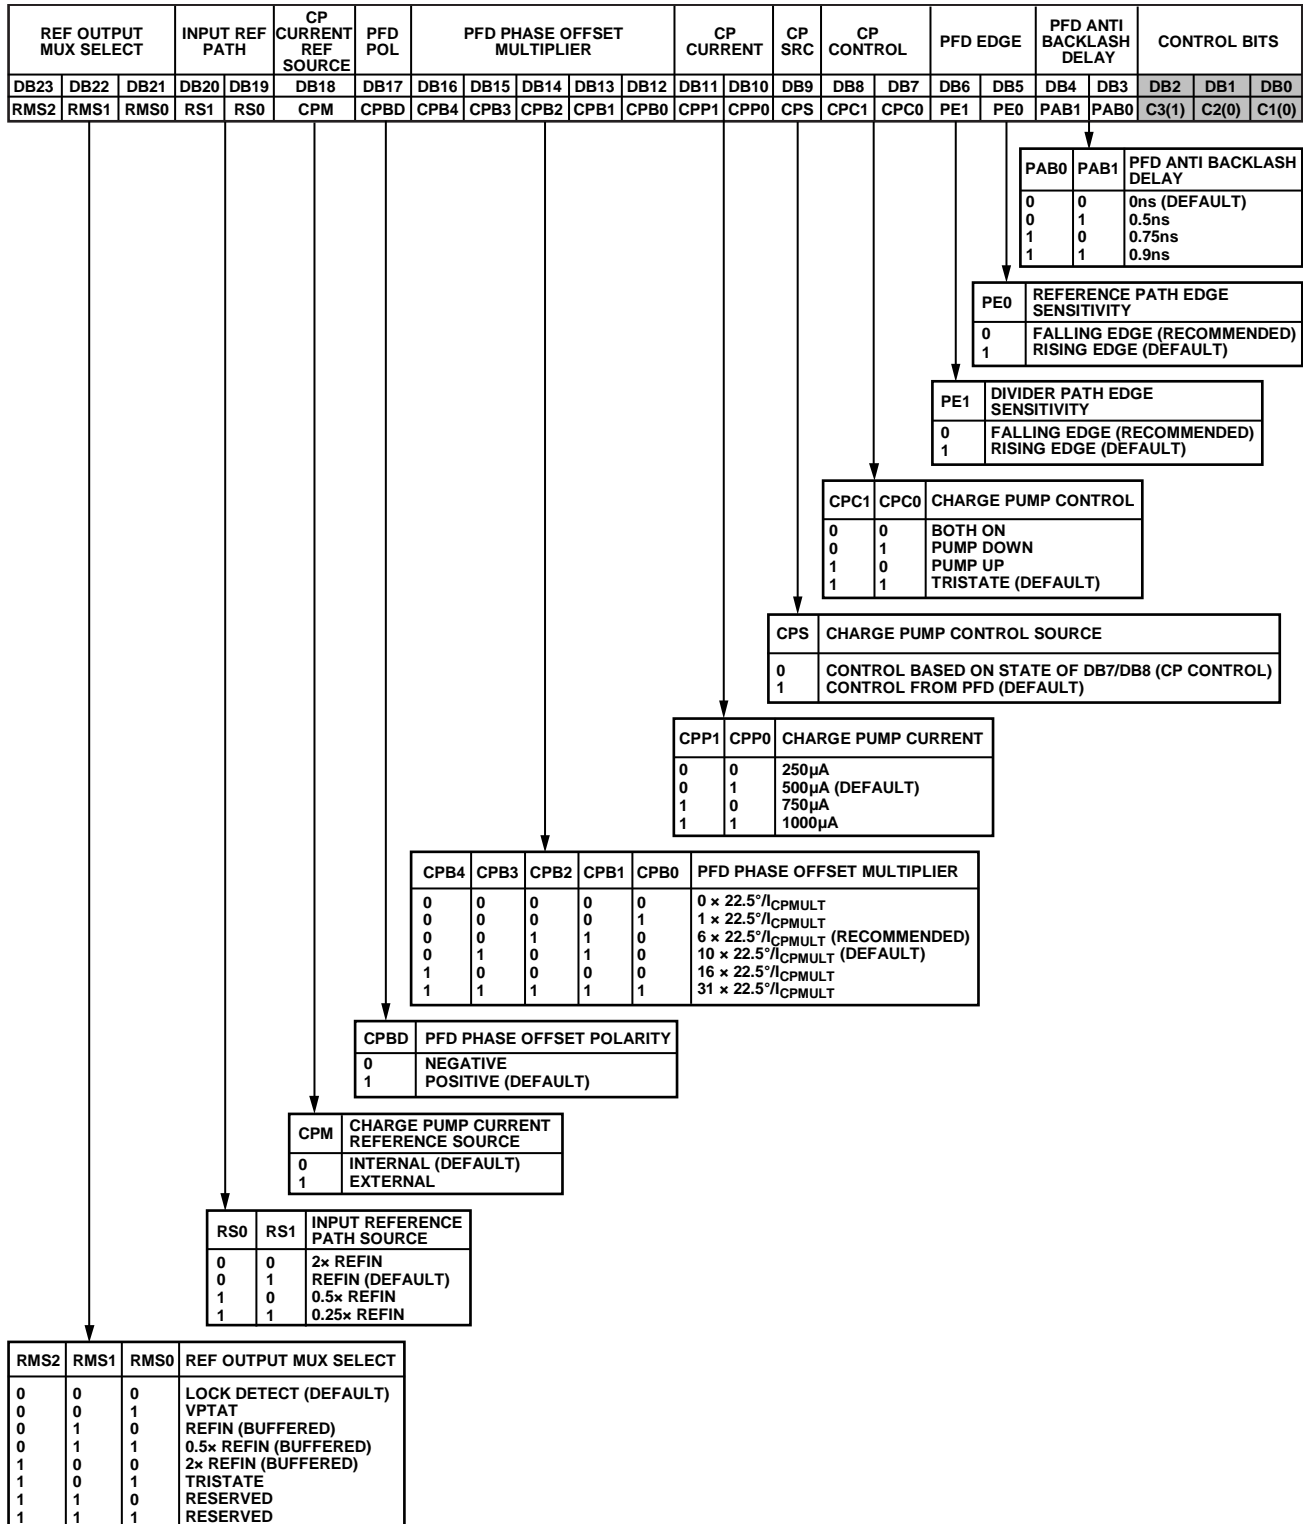 REF OUTPUT MUX SELECT INPUT REF PATH CP CURRENT REF SOURCE PFD POL PFD PHASE OFFSET MULTIPLIER CP CURRENT CP SRC CP CONTROL PFD EDGE PFD ANTI BACKLASH DELAY CONTROL BITS
DB23 DB22 DB21 DB20 DB19 DB18 DB17 DB16 DB15 DB14 DB13 DB12 DB11 DB10 DB9 DB8 DB7 DB6 DB5 DB4 DB3 DB2 DB1 DB0
RMS2 RMS1 RMS0 RS1 RS0 CPM CPBD CPB4 CPB3 CPB2 CPB1 CPB0 CPP1 CPP0 CPS CPC1 CPC0 PE1 PE0 PAB1 PAB0 C3(1) C2(0) C1(0)
PAB0 PAB1 PFD ANTI BACKLASH DELAY
0 0 0ns (DEFAULT)
0 1 0.5ns
1 0 0.75ns
1 1 0.9ns
PE0 REFERENCE PATH EDGE SENSITIVITY
0 FALLING EDGE (RECOMMENDED)
1 RISING EDGE (DEFAULT)
PE1 DIVIDER PATH EDGE SENSITIVITY
0 FALLING EDGE (RECOMMENDED)
1 RISING EDGE (DEFAULT)
CPC1 CPC0 CHARGE PUMP CONTROL
0 0 BOTH ON
0 1 PUMP DOWN
1 0 PUMP UP
1 1 TRISTATE (DEFAULT)
CPS CHARGE PUMP CONTROL SOURCE
0 CONTROL BASED ON STATE OF DB7/DB8 (CP CONTROL)
1 CONTROL FROM PFD (DEFAULT)
CPP1 CPP0 CHARGE PUMP CURRENT
0 0 250µA
0 1 500µA (DEFAULT)
1 0 750µA
1 1 1000µA
CPB4 CPB3 CPB2 CPB1 CPB0 PFD PHASE OFFSET MULTIPLIER
0 0 0 0 0 0 × 22.5°/ICPMULT
0 0 0 0 1 1 × 22.5°/ICPMULT
0 0 1 1 0 6 × 22.5°/ICPMULT (RECOMMENDED)
0 1 0 1 0 10 × 22.5°/ICPMULT (DEFAULT)
1 0 0 0 0 16 × 22.5°/ICPMULT
1 1 1 1 1 31 × 22.5°/ICPMULT
CPBD PFD PHASE OFFSET POLARITY
0 NEGATIVE
1 POSITIVE (DEFAULT)
CPM CHARGE PUMP CURRENT REFERENCE SOURCE
0 INTERNAL (DEFAULT)
1 EXTERNAL
RS0 RS1 INPUT REFERENCE PATH SOURCE
0 0 2× REFIN
0 1 REFIN (DEFAULT)
1 0 0.5× REFIN
1 1 0.25× REFIN
RMS2 RMS1 RMS0 REF OUTPUT MUX SELECT
0 0 0 LOCK DETECT (DEFAULT)
0 0 1 VPTAT
0 1 0 REFIN (BUFFERED)
0 1 1 0.5× REFIN (BUFFERED)
1 0 0 2× REFIN (BUFFERED)
1 0 1 TRISTATE
1 1 0 RESERVED
1 1 1 RESERVED